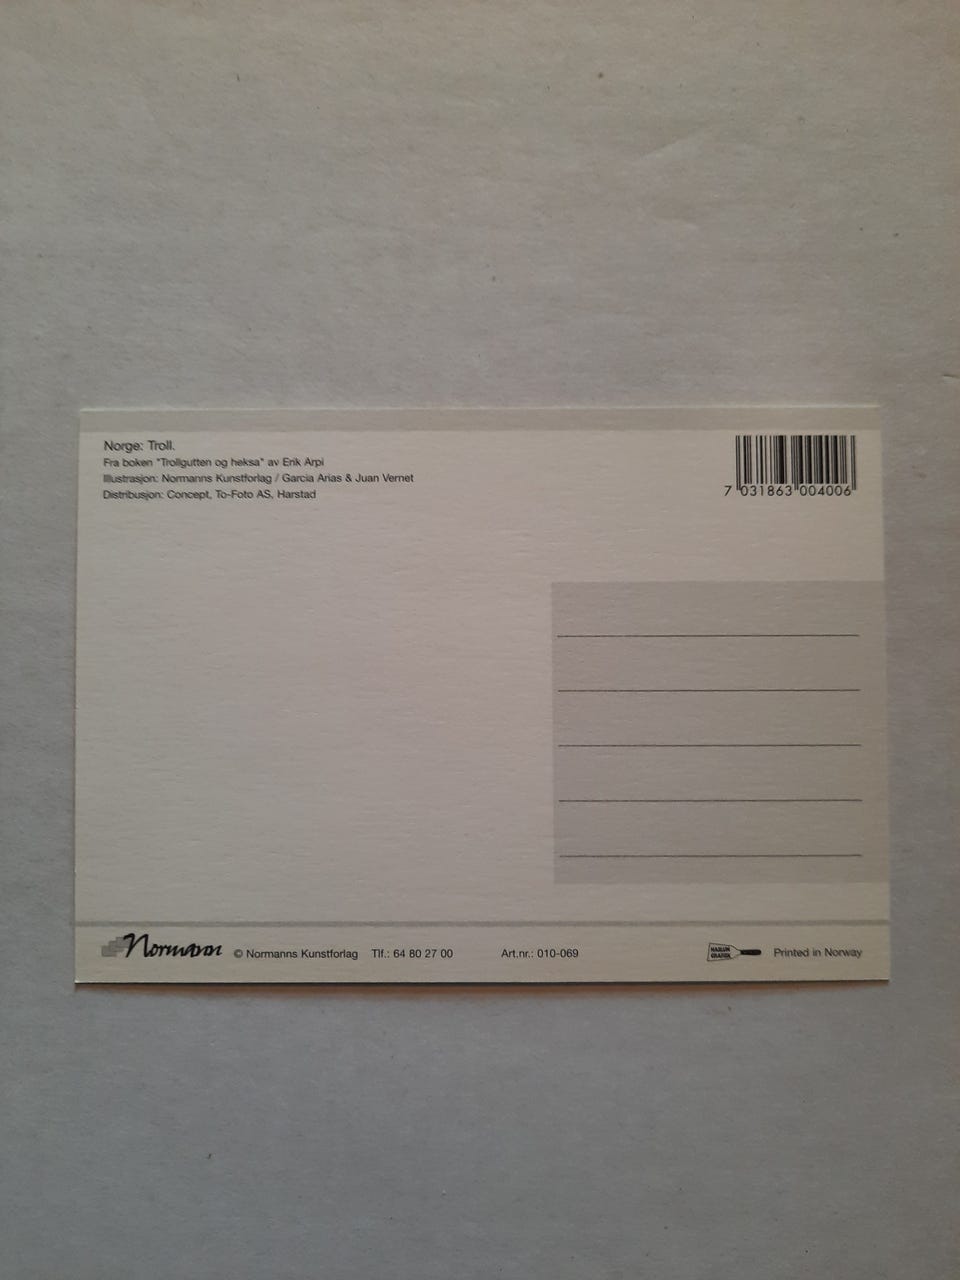 Norge: Troll.
Fra boken "Trollgutten og heksa" av Erik Arpi
Illustrasjon: Normanns Kunstforlag / Garcia Arias & Juan Vernet
Distribusjon: Concept, To-Foto AS, Harstad
7 031863 004006
Normann © Normanns Kunstforlag Tlf.: 64 80 27 00 Art.nr.: 010-069 Printed in Norway